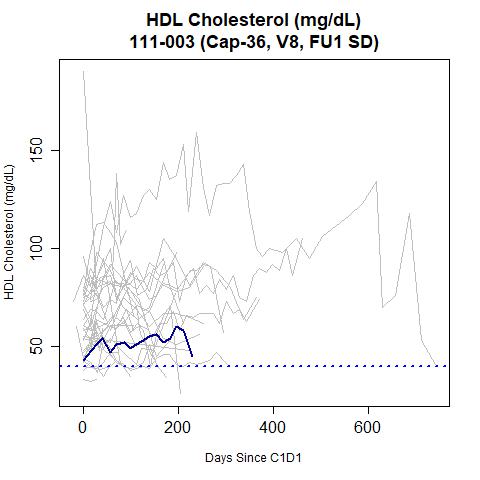 HDL Cholesterol (mg/dL)
111-003 (Cap-36, V8, FU1 SD)
HDL Cholesterol (mg/dL)
150
100
50
0 200 400 600
Days Since C1D1